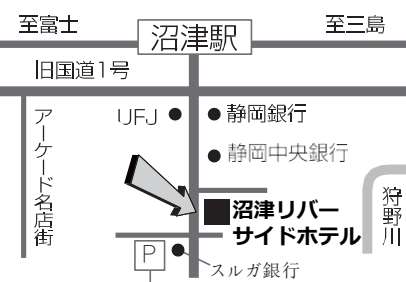 至富士
沼津駅
至三島
旧国道1号
UFJ
静岡銀行
静岡中央銀行
アーケード名店街
沼津リバー
サイドホテル
狩野川
P
スルガ銀行